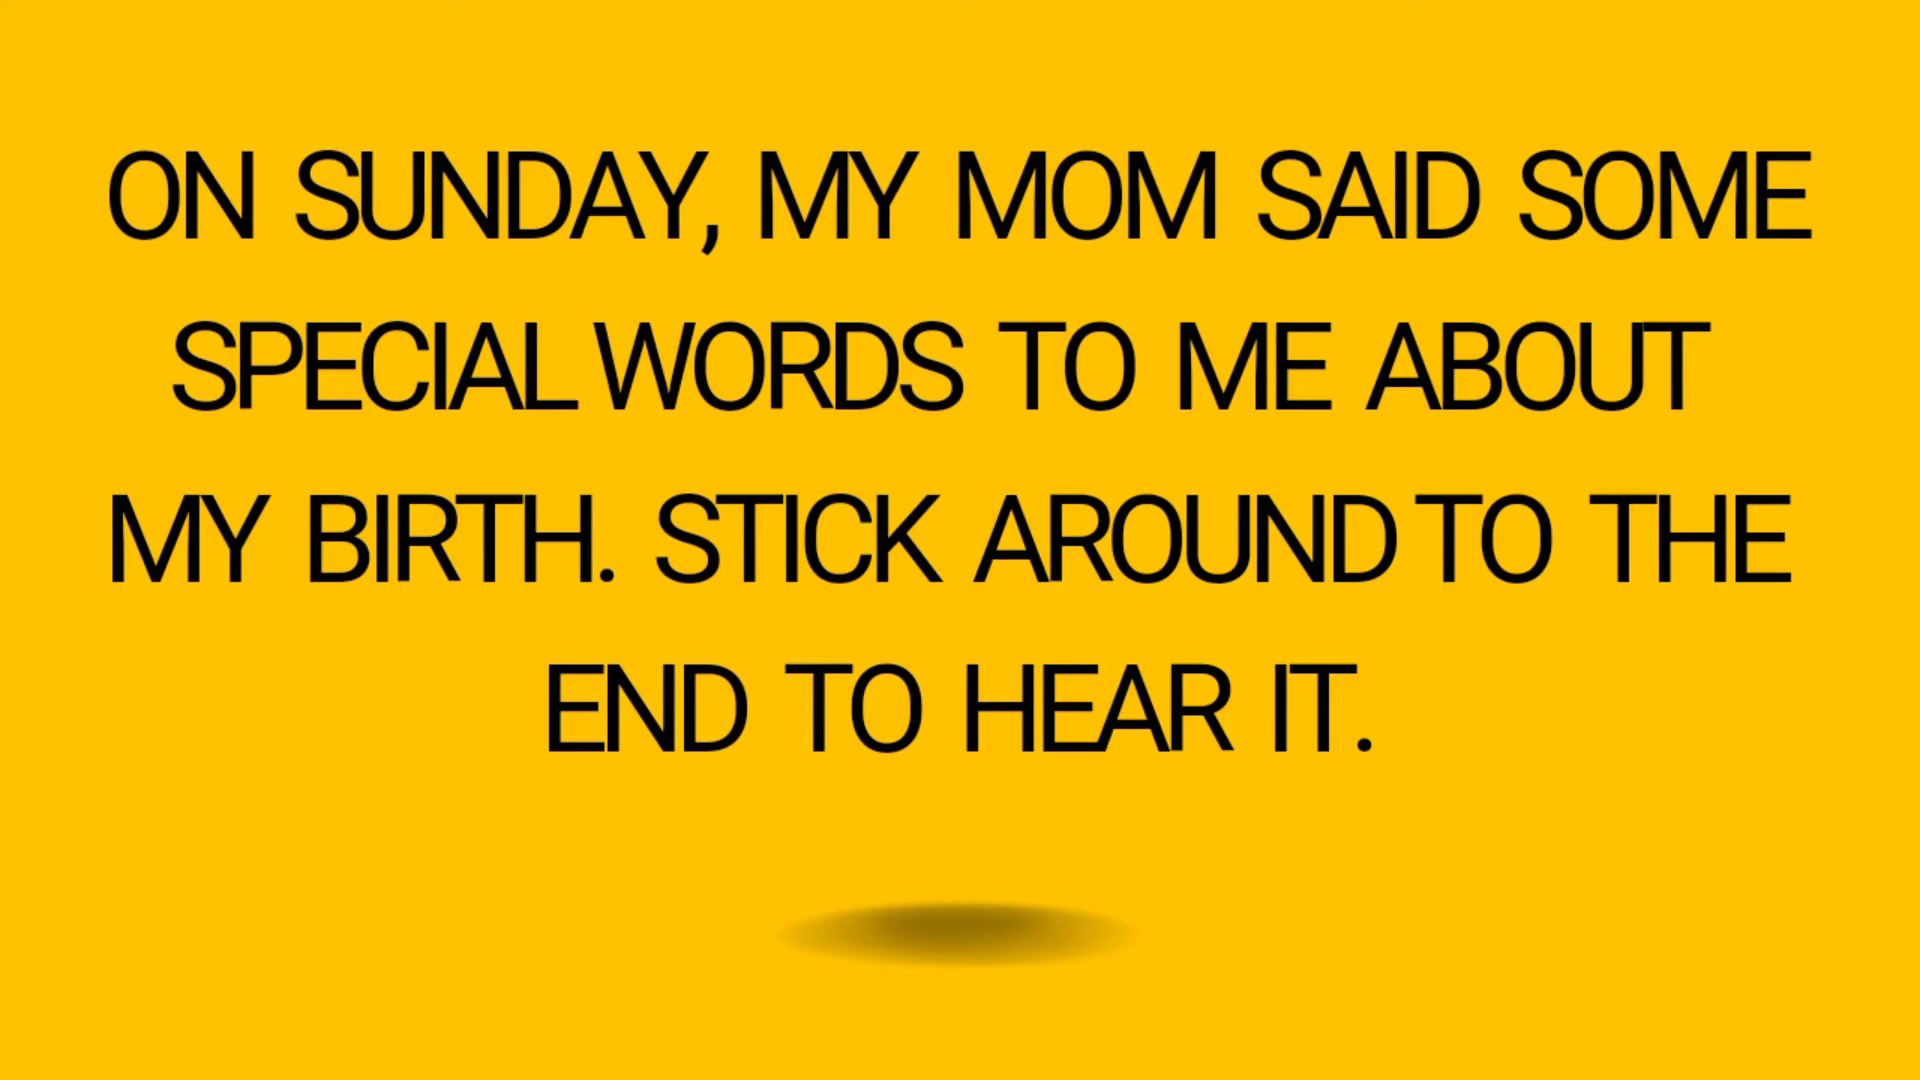 ON SUNDAY, MY MOM SAID SOME
SPECIAL WORDS TO ME ABOUT
MY BIRTH. STICK AROUND TO THE
END TO HEAR IT.